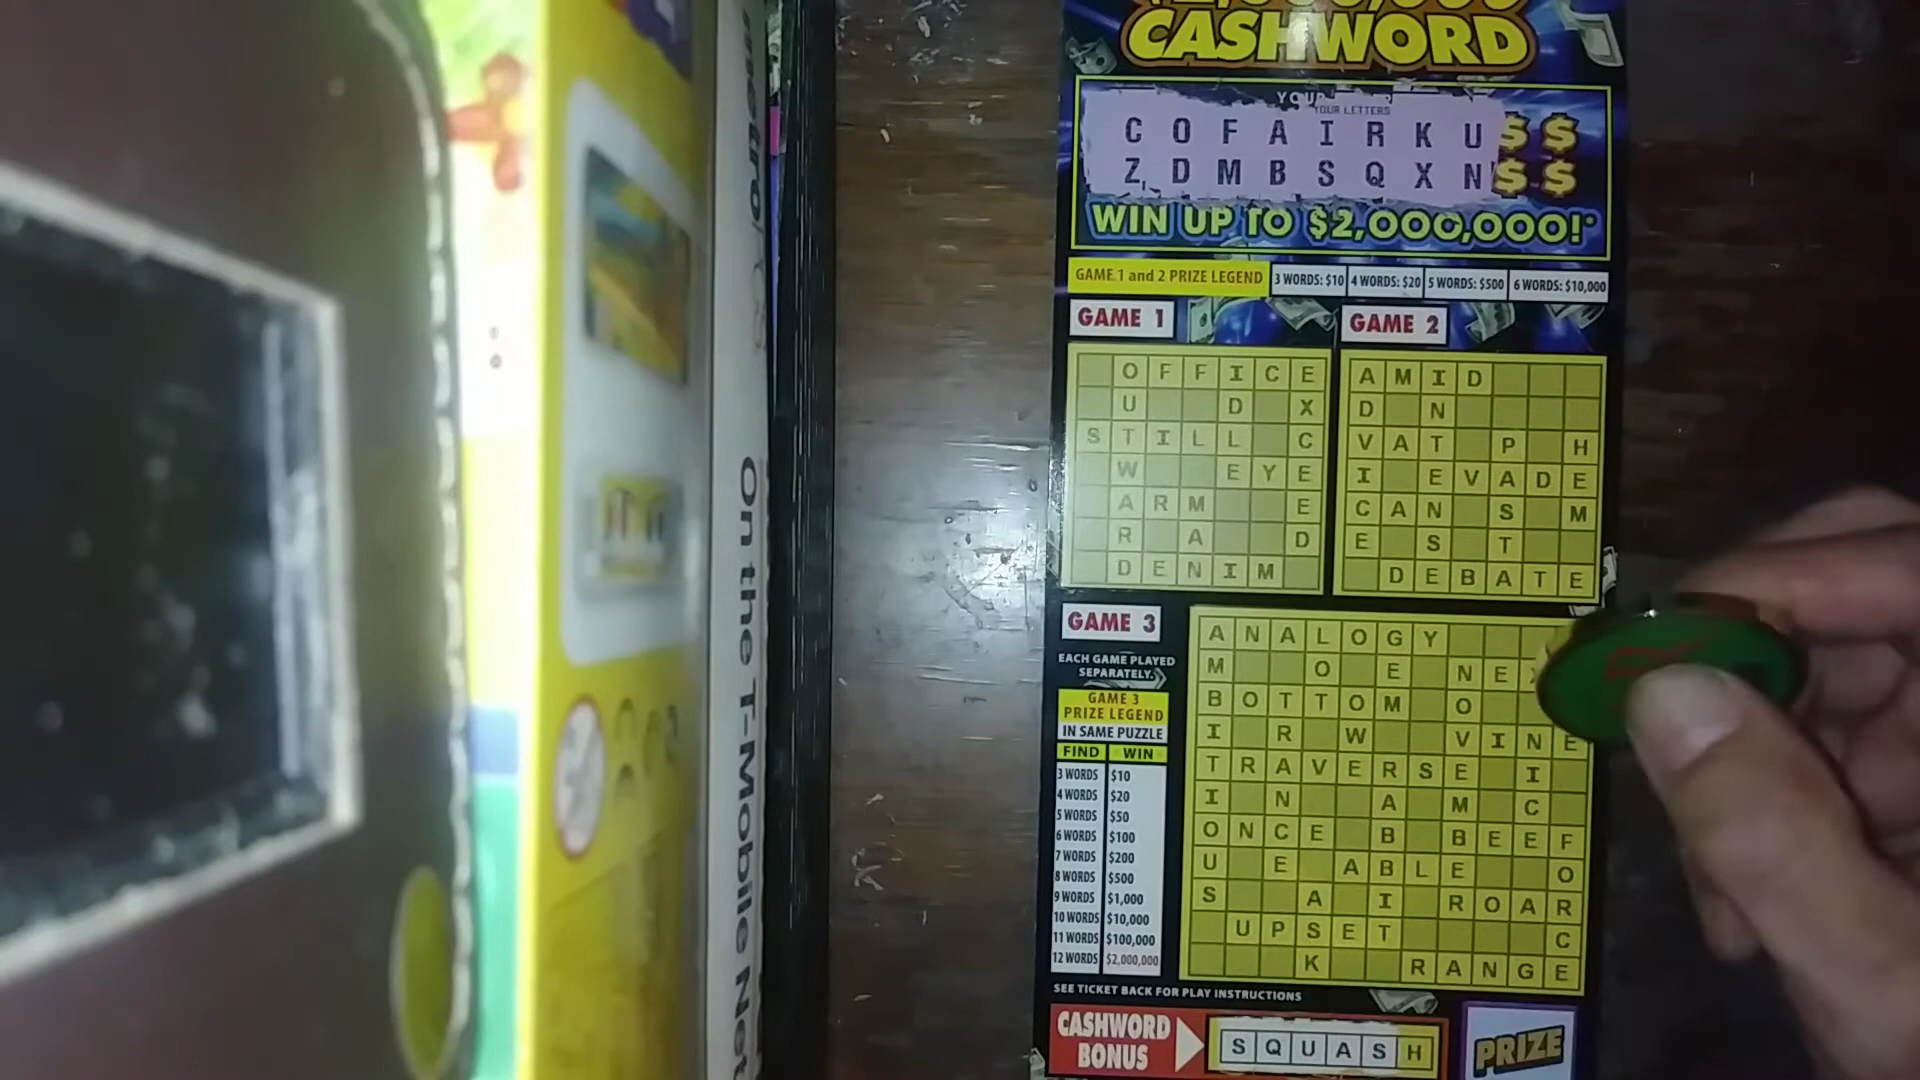 $2,000,000
CASHWORD
YOUR LETTERS
C O F A I R K U $ $
Z D M B S Q X N $ $
WIN UP TO $2,000,000!*
GAME 1 and 2 PRIZE LEGEND 3 WORDS: $10 4 WORDS: $20 5 WORDS: $500 6 WORDS: $10,000
GAME 1
O F F I C E
U D X
S T I L L C
W E Y E
A R M E
R A D
D E N I M
GAME 2
A M I D
D N
V A T P H
I E V A D E
C A N S M
E S T
D E B A T E
GAME 3
EACH GAME PLAYED
SEPARATELY.
GAME 3
PRIZE LEGEND
IN SAME PUZZLE
FIND WIN
3 WORDS $10
4 WORDS $20
5 WORDS $50
6 WORDS $100
7 WORDS $200
8 WORDS $500
9 WORDS $1,000
10 WORDS $10,000
11 WORDS $100,000
12 WORDS $2,000,000
A N A L O G Y
M O E N E
B O T T O M O
I R W V I N E
T R A V E R S E I
I N A M C
O N C E B B E E F
U E A B L E O
S A I R O A R
U P S E T C
K R A N G E
SEE TICKET BACK FOR PLAY INSTRUCTIONS
CASHWORD
BONUS
S Q U A S H
PRIZE
metro
On the T-Mobile Net